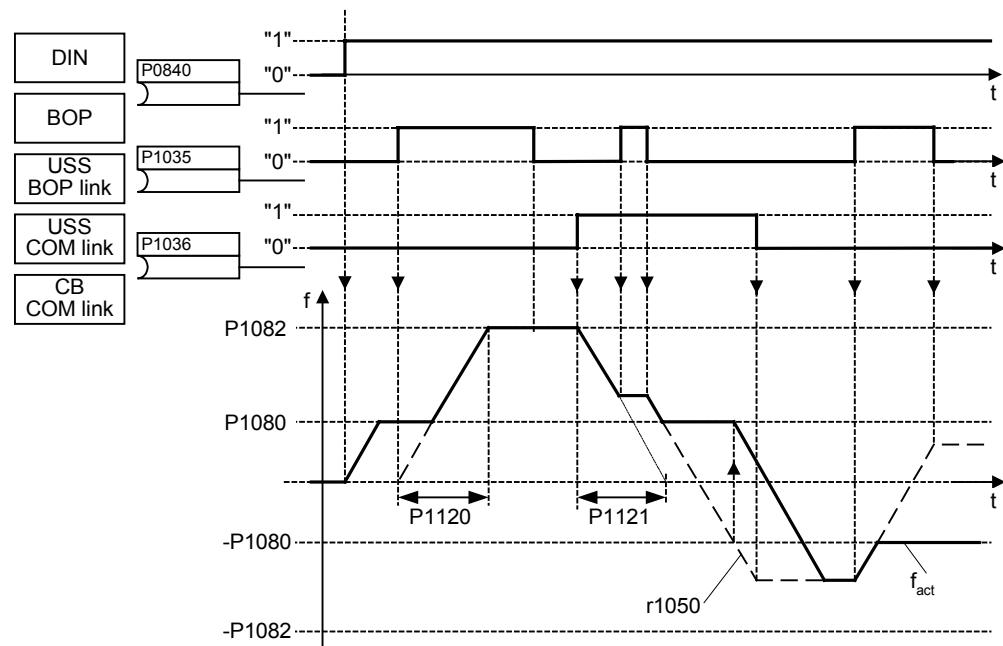 DIN
BOP
USS
BOP link
USS
COM link
CB
COM link
P0840
P1035
P1036
"1"
"0"
t
"1"
"0"
t
"1"
"0"
t
f
P1082
P1080
t
P1120
P1121
-P1080
r1050
fact
-P1082